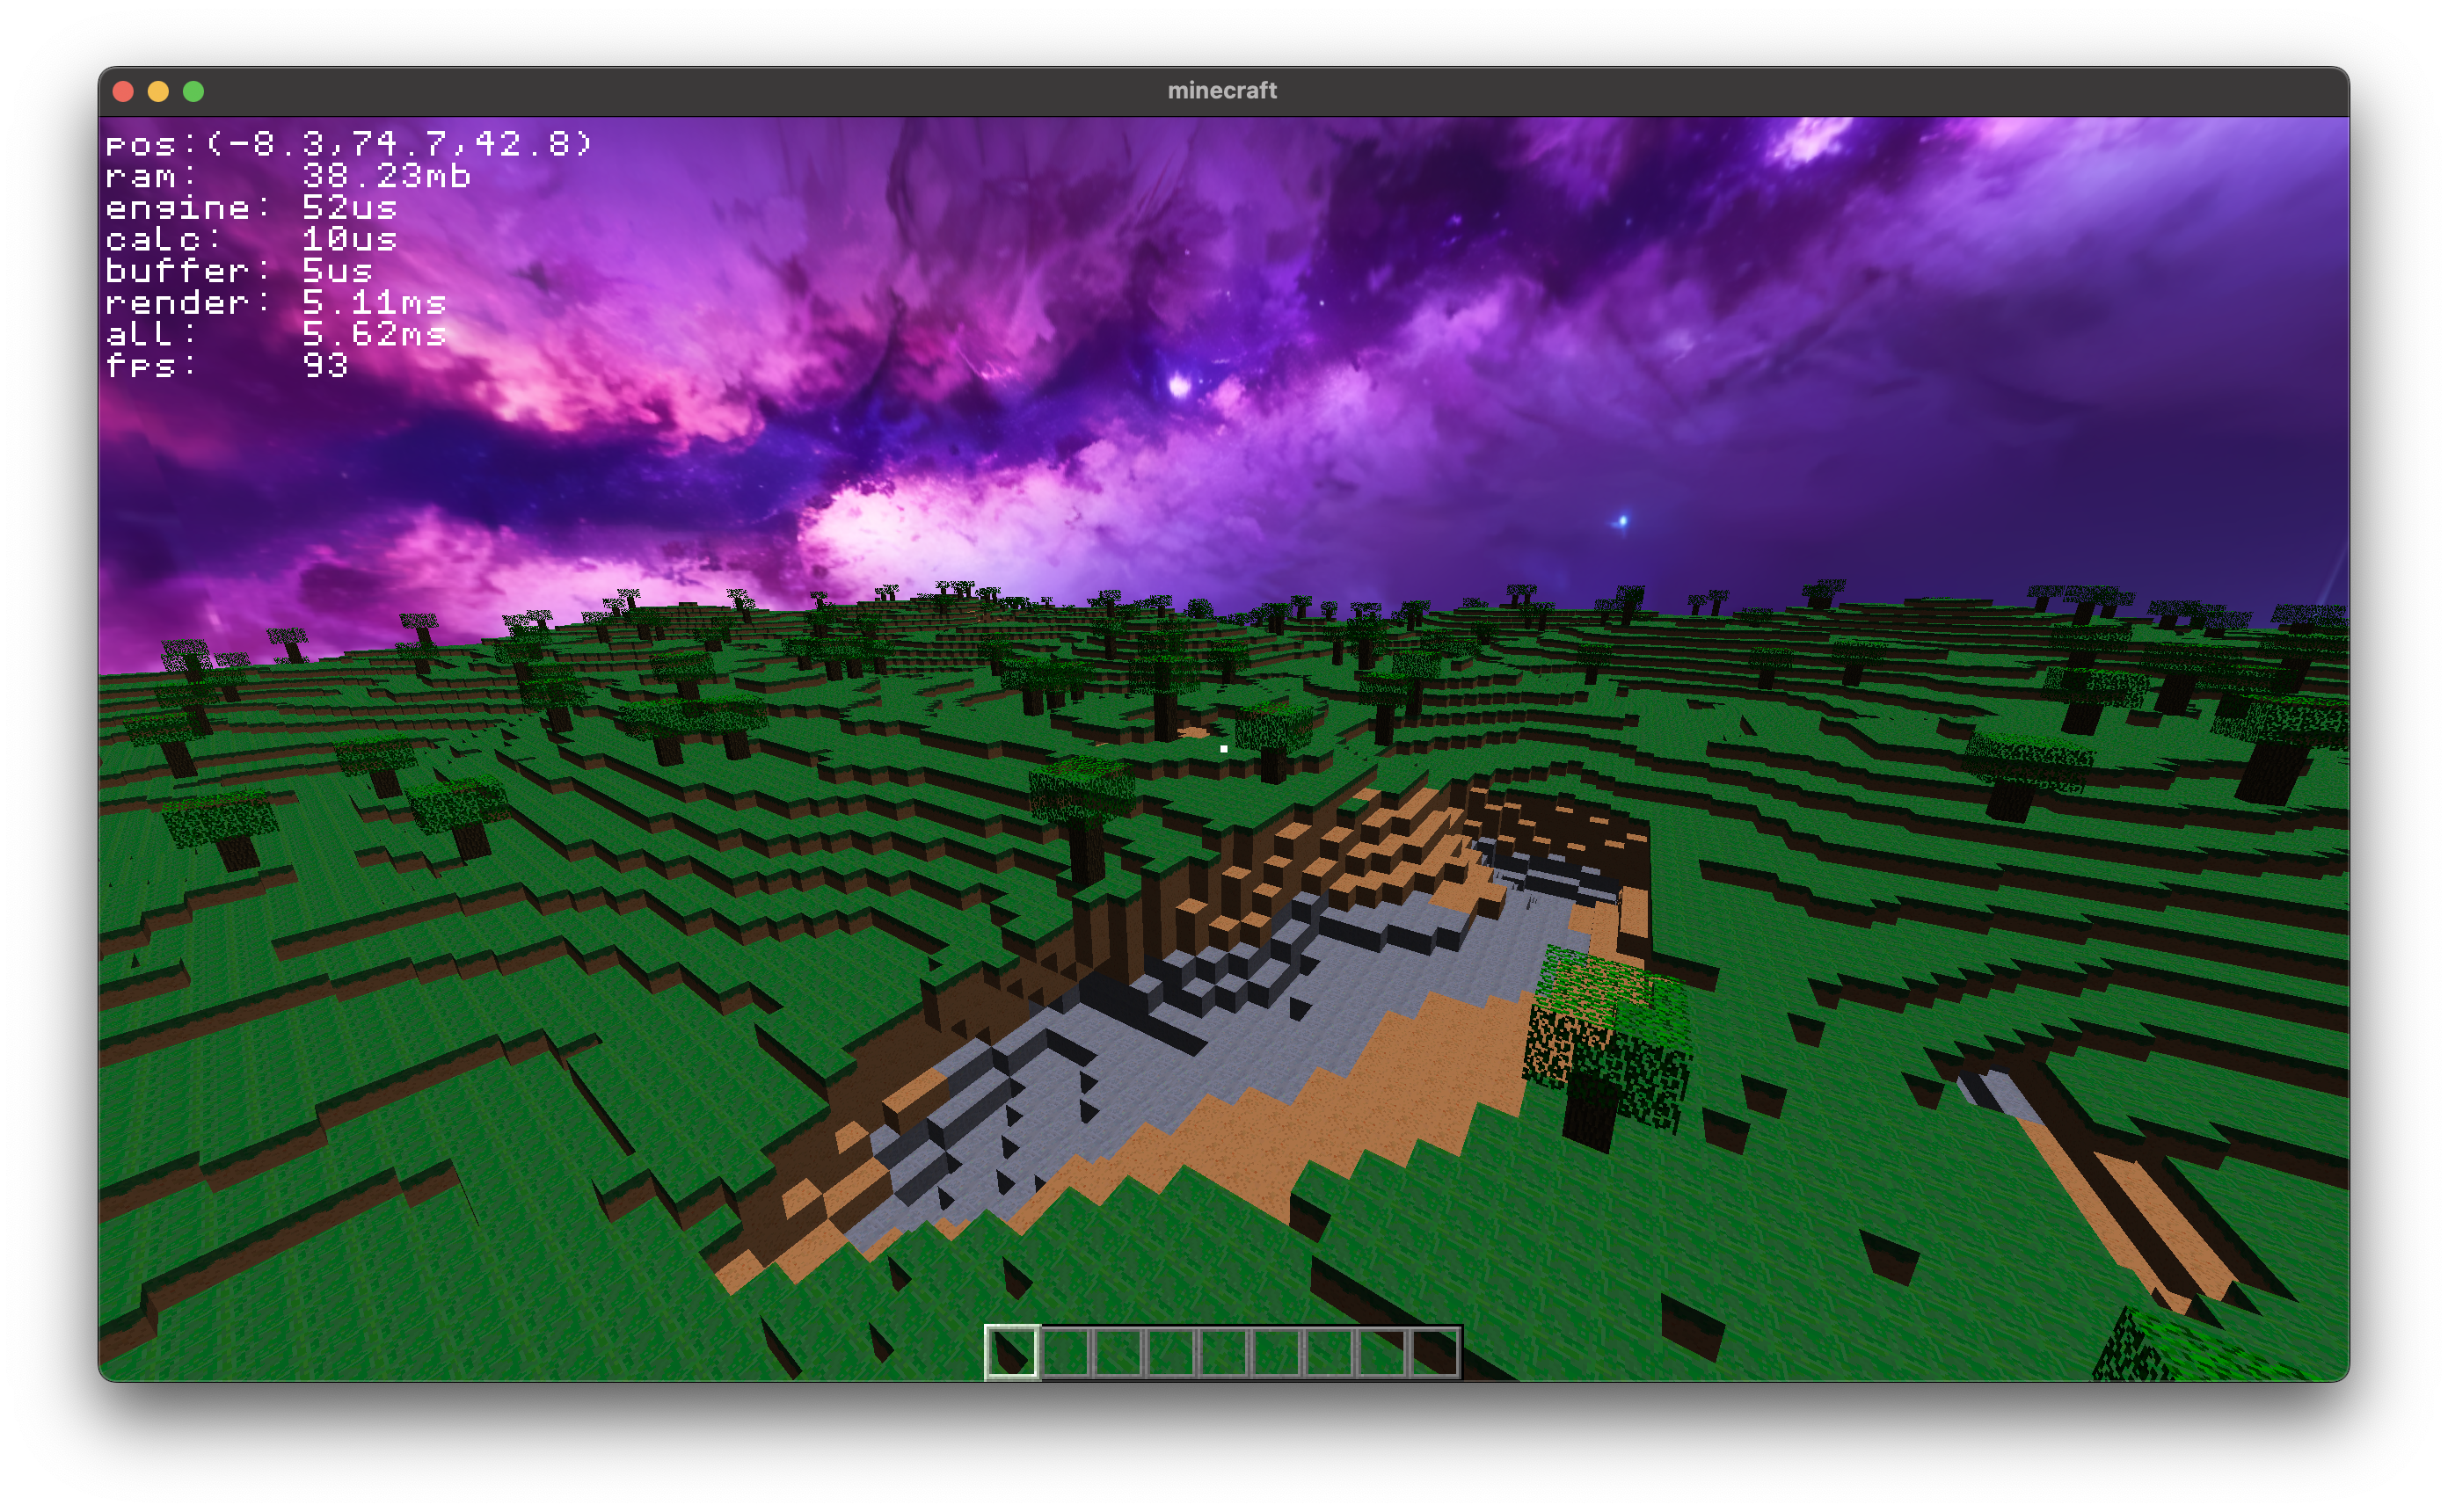 minecraft
pos:(-8.3,74.7,42.8)
ram: 38.23mb
engine: 52us
calc: 10us
buffer: 5us
render: 5.11ms
all: 5.62ms
fps: 93